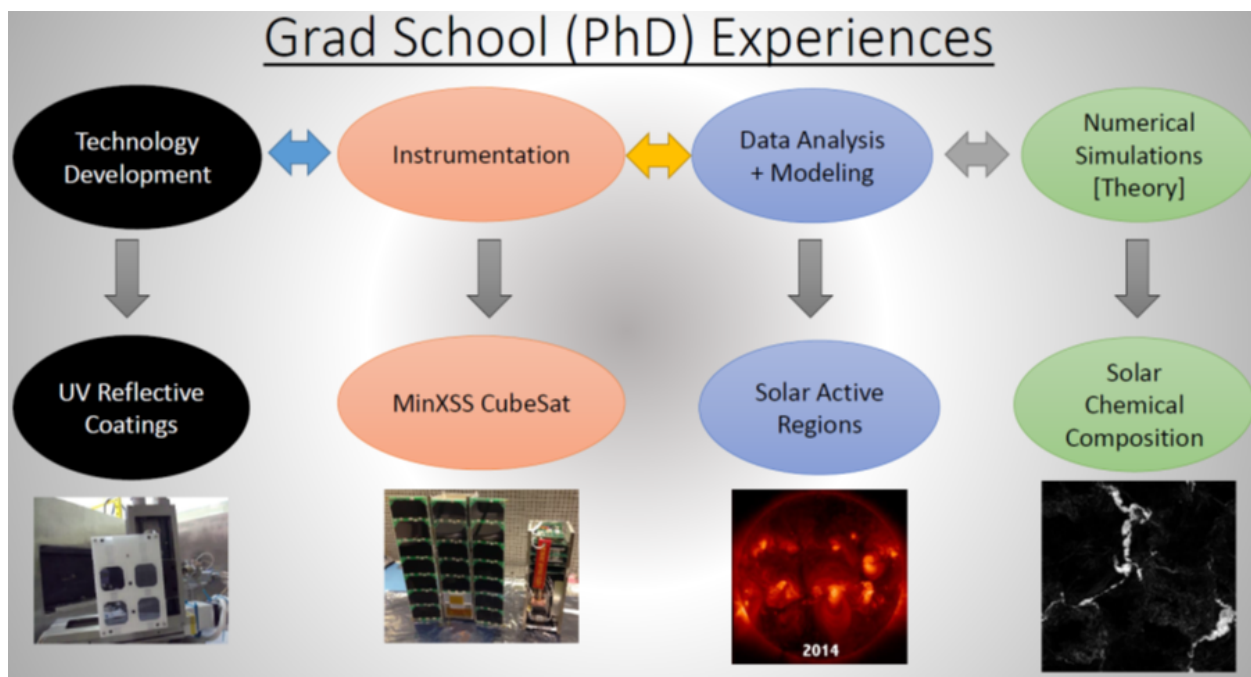 Grad School (PhD) Experiences
Technology
Development
Instrumentation
Data Analysis
+ Modeling
Numerical
Simulations
[Theory]
UV Reflective
Coatings
MinXSS CubeSat
Solar Active
Regions
Solar
Chemical
Composition
2014